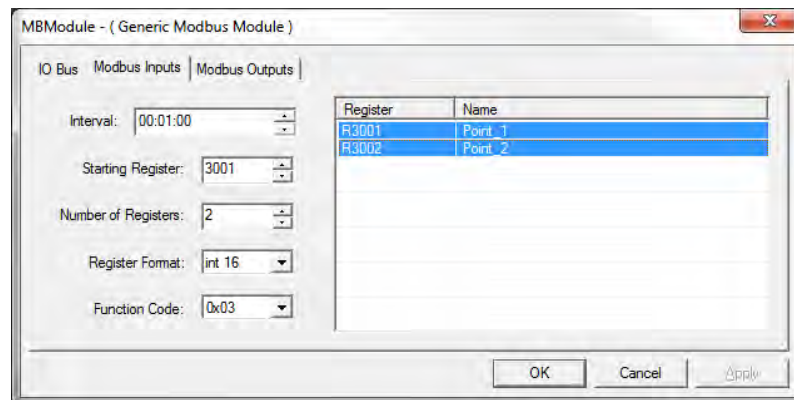 MBModule - ( Generic Modbus Module )
IO Bus Modbus Inputs Modbus Outputs
Interval: 00:01:00
Starting Register: 3001
Number of Registers: 2
Register Format: int 16
Function Code: 0x03
Register Name
R3001 Point_1
R3002 Point_2
OK Cancel Apply